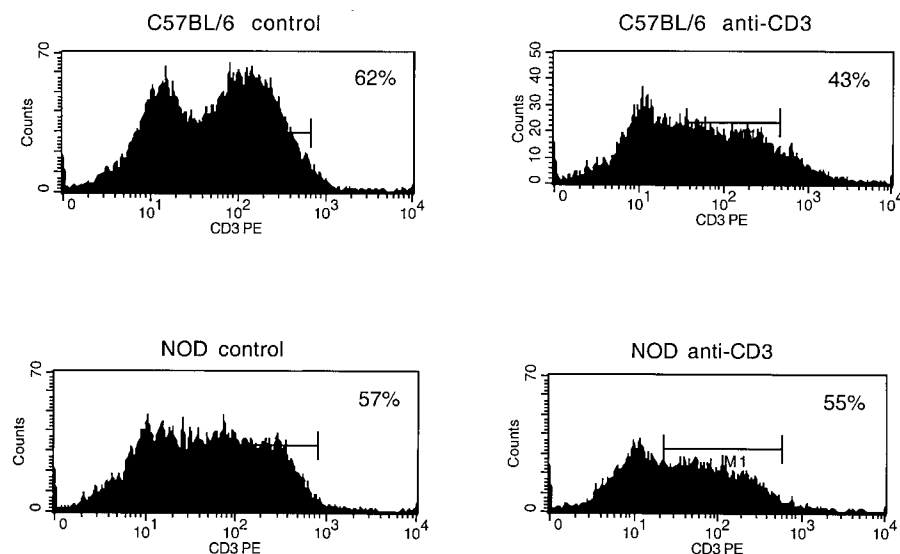 C57BL/6 control
70
62%
Counts
0
0 10^1 10^2 10^3 10^4
CD3 PE
C57BL/6 anti-CD3
50
40
30
20
10
0
43%
Counts
0 10^1 10^2 10^3 10^4
CD3 PE
NOD control
70
57%
Counts
0
0 10^1 10^2 10^3 10^4
CD3 PE
NOD anti-CD3
70
55%
M1
Counts
0
0 10^1 10^2 10^3 10^4
CD3 PE